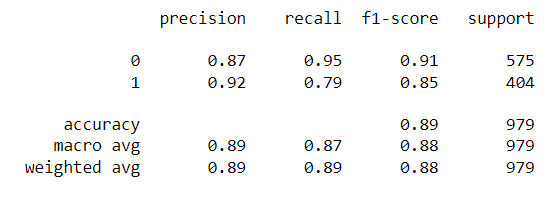 precision recall f1-score support
0 0.87 0.95 0.91 575
1 0.92 0.79 0.85 404
accuracy 0.89 979
macro avg 0.89 0.87 0.88 979
weighted avg 0.89 0.89 0.88 979